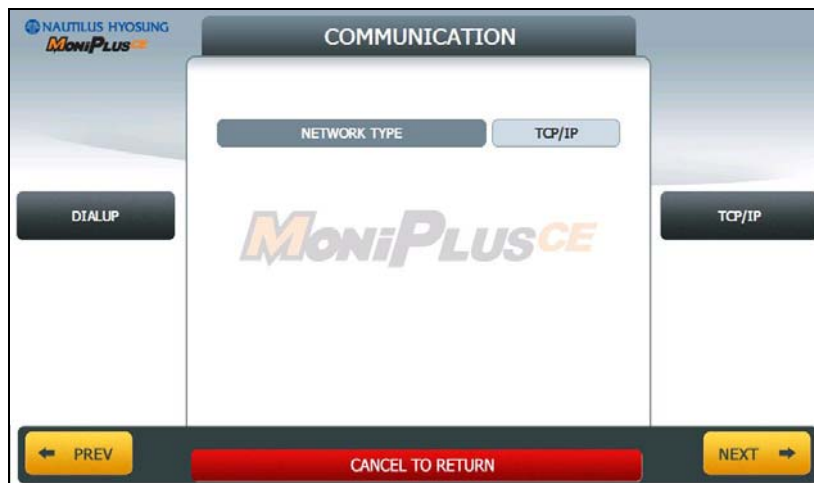 NAUTILUS HYOSUNG
MONIPLUSCE
COMMUNICATION
NETWORK TYPE
TCP/IP
DIALUP
MONIPLUSCE
TCP/IP
PREV
CANCEL TO RETURN
NEXT